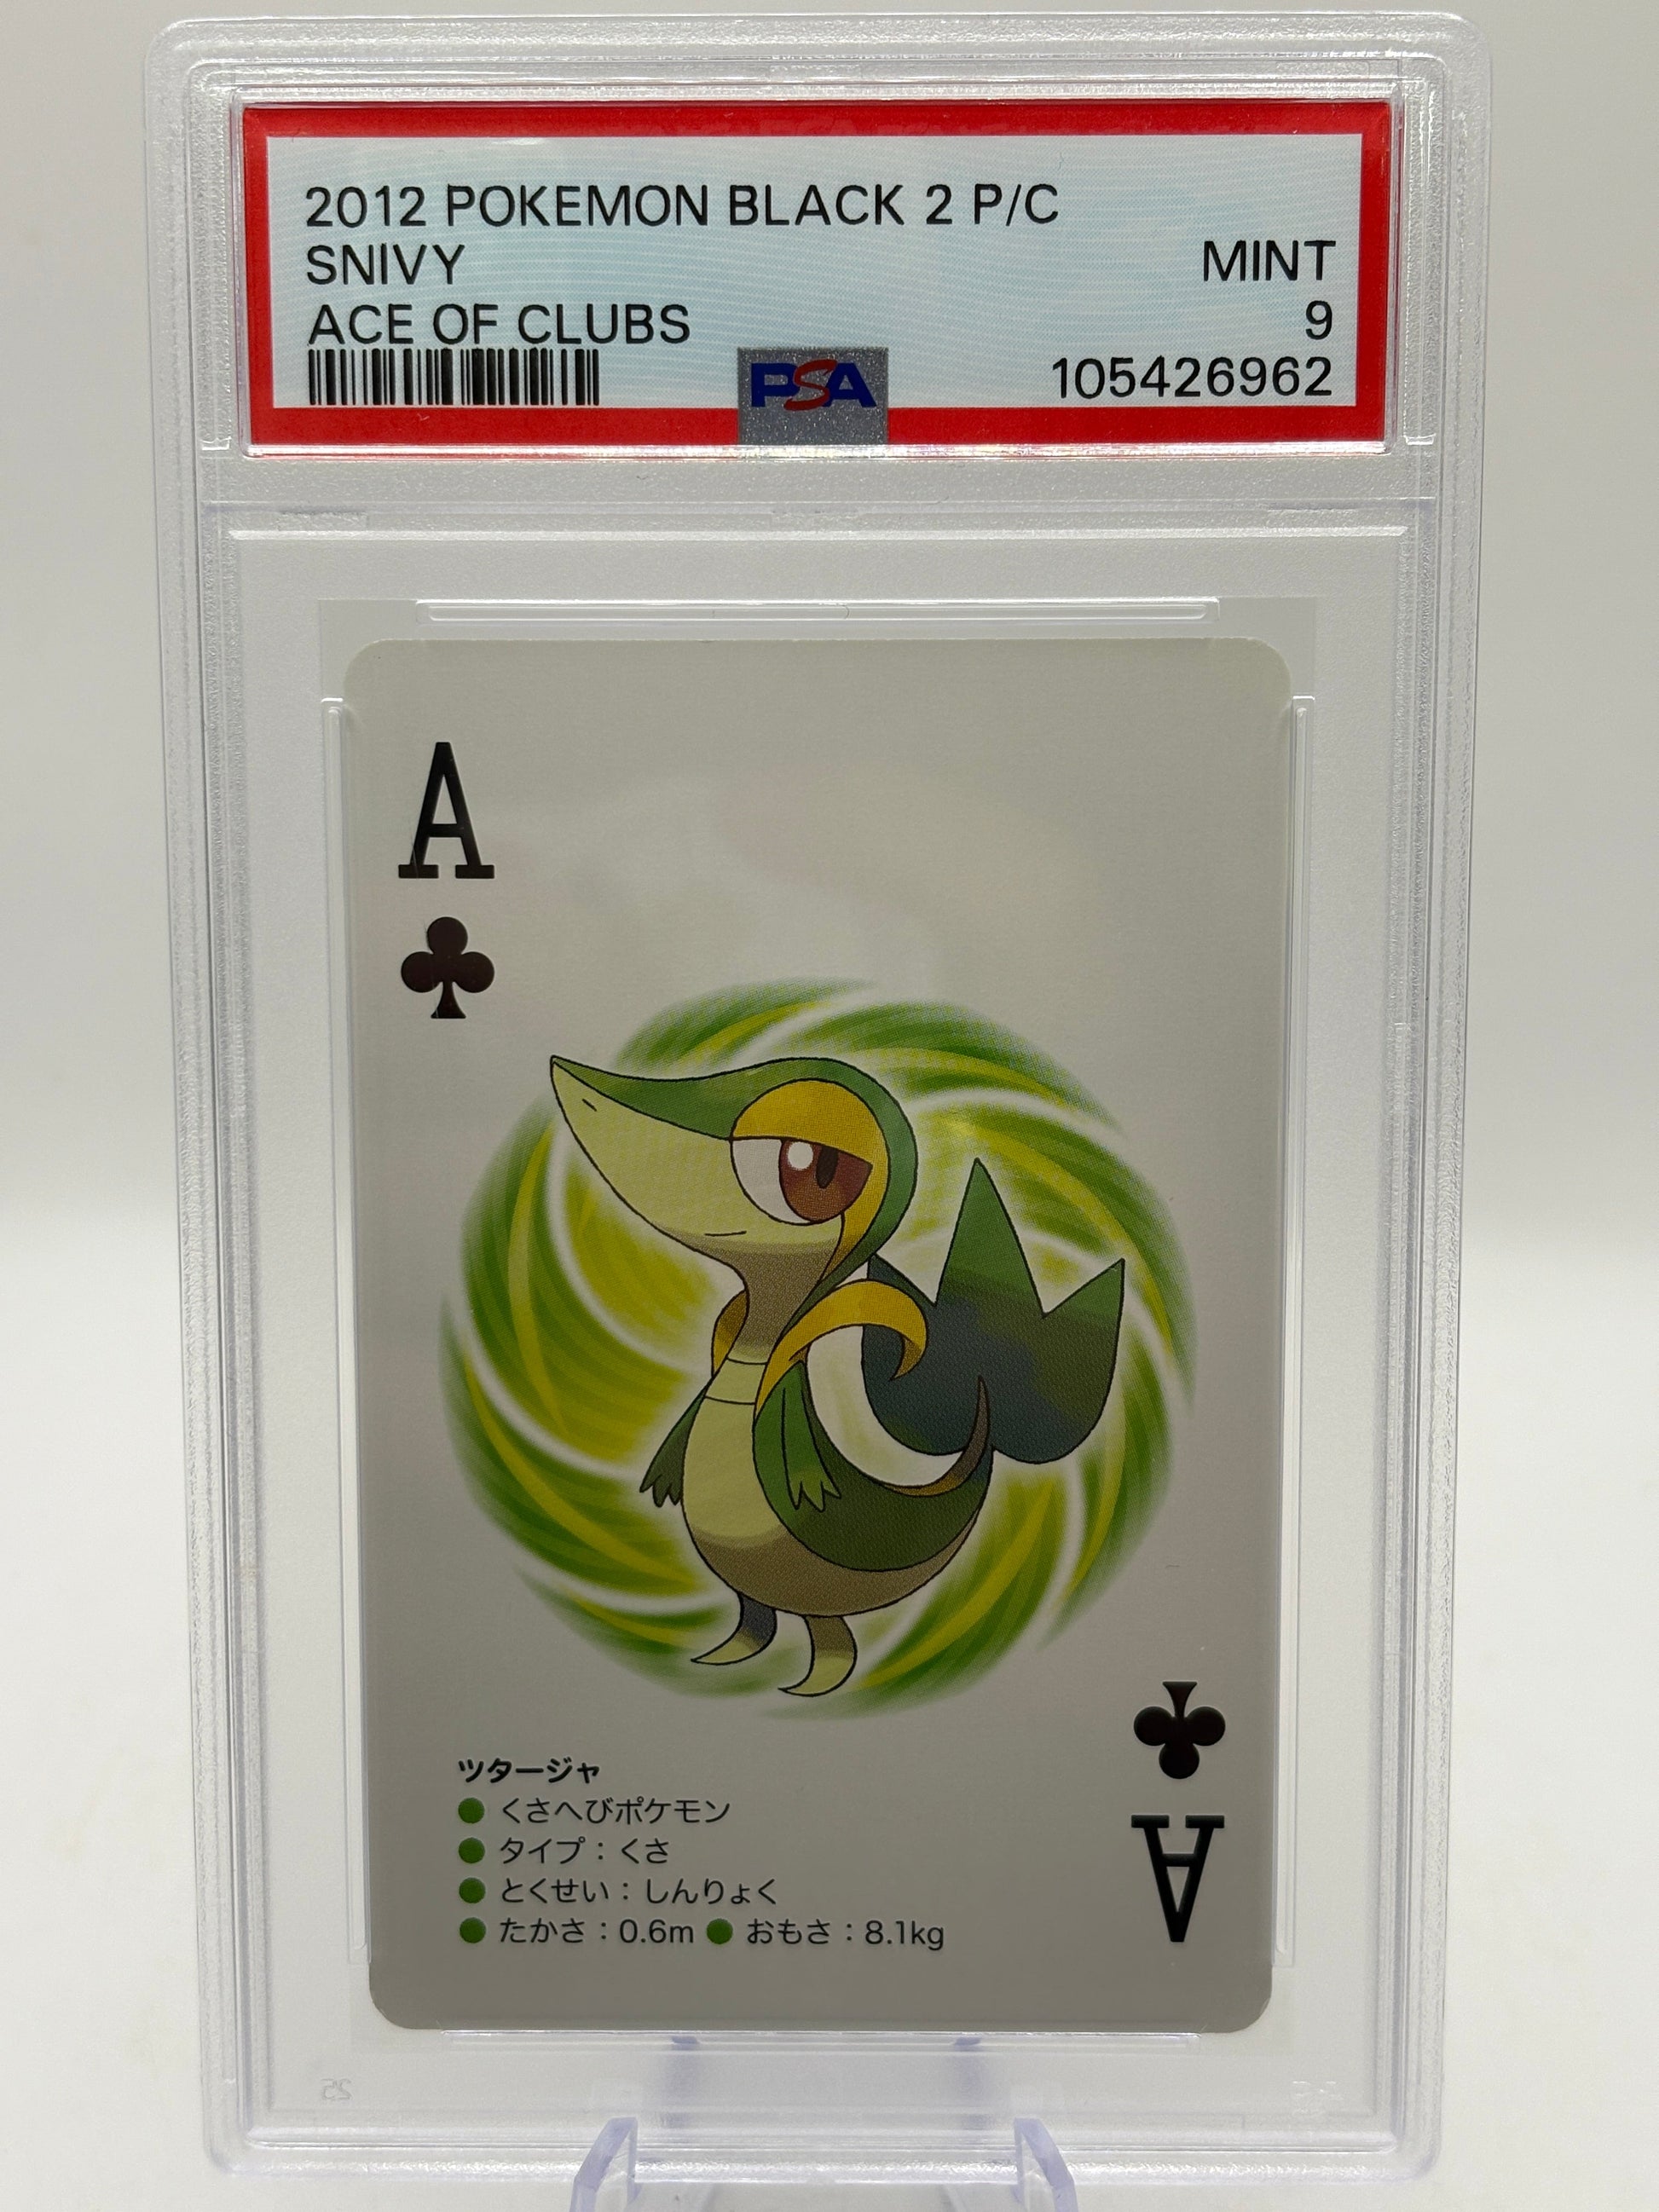 2012 POKEMON BLACK 2 P/C
SNIVY MINT
ACE OF CLUBS 9
PSA 105426962
A
ツタージャ
● くさへびポケモン
● タイプ：くさ
● とくせい：しんりょく
● たかさ：0.6m ● おもさ：8.1kg
A